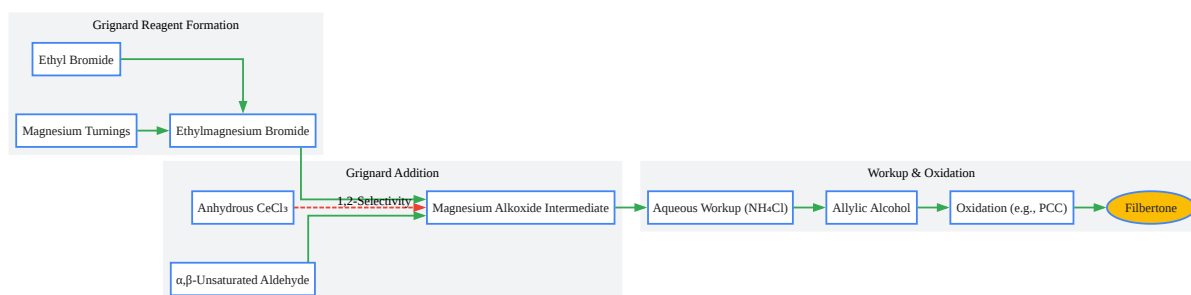 Grignard Reagent Formation
Ethyl Bromide
Magnesium Turnings
Ethylmagnesium Bromide
Grignard Addition
Workup & Oxidation
Anhydrous CeCl₃
1,2-Selectivity
Magnesium Alkoxide Intermediate
Aqueous Workup (NH₄Cl)
Allylic Alcohol
Oxidation (e.g., PCC)
Filbertone
α,β-Unsaturated Aldehyde